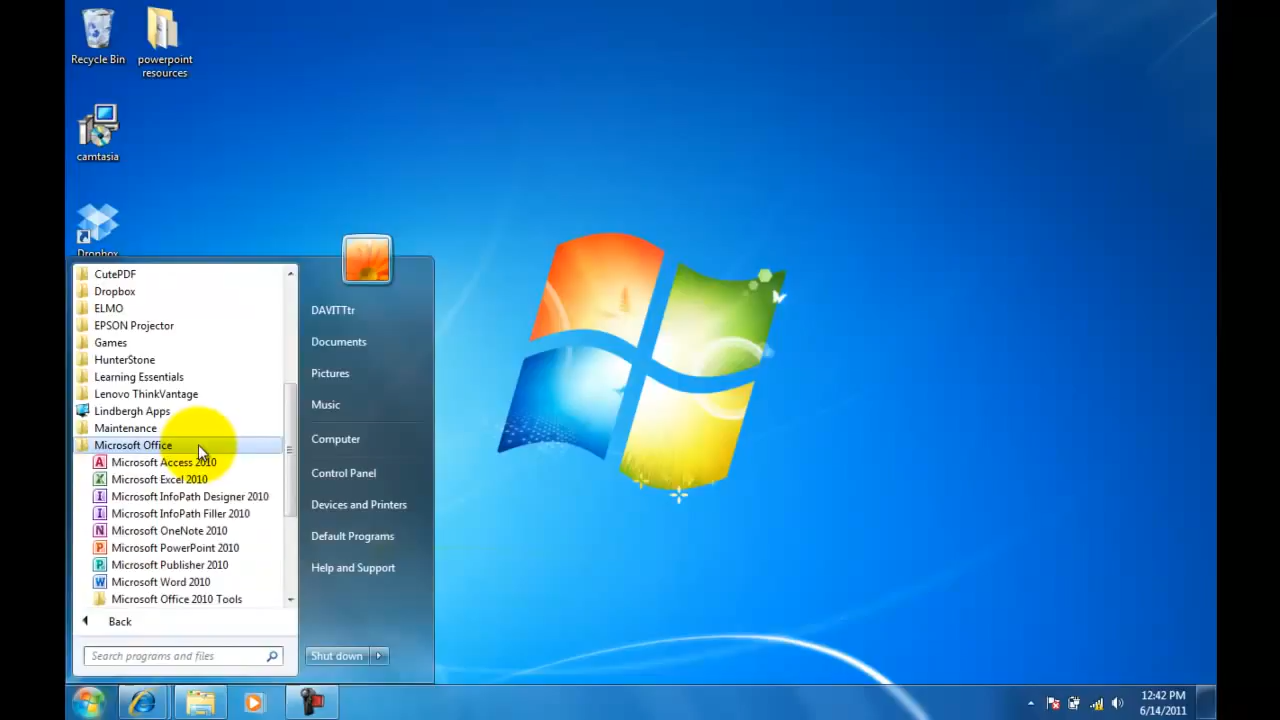 Recycle Bin
powerpoint
resources
camtasia
Dropbox
CutePDF
Dropbox
ELMO
EPSON Projector
Games
HunterStone
Learning Essentials
Lenovo ThinkVantage
Lindbergh Apps
Maintenance
Microsoft Office
Microsoft Access 2010
Microsoft Excel 2010
Microsoft InfoPath Designer 2010
Microsoft InfoPath Filler 2010
Microsoft OneNote 2010
Microsoft PowerPoint 2010
Microsoft Publisher 2010
Microsoft Word 2010
Microsoft Office 2010 Tools
Back
Search programs and files
DAVITTtr
Documents
Pictures
Music
Computer
Control Panel
Devices and Printers
Default Programs
Help and Support
Shut down
12:42 PM
6/14/2011